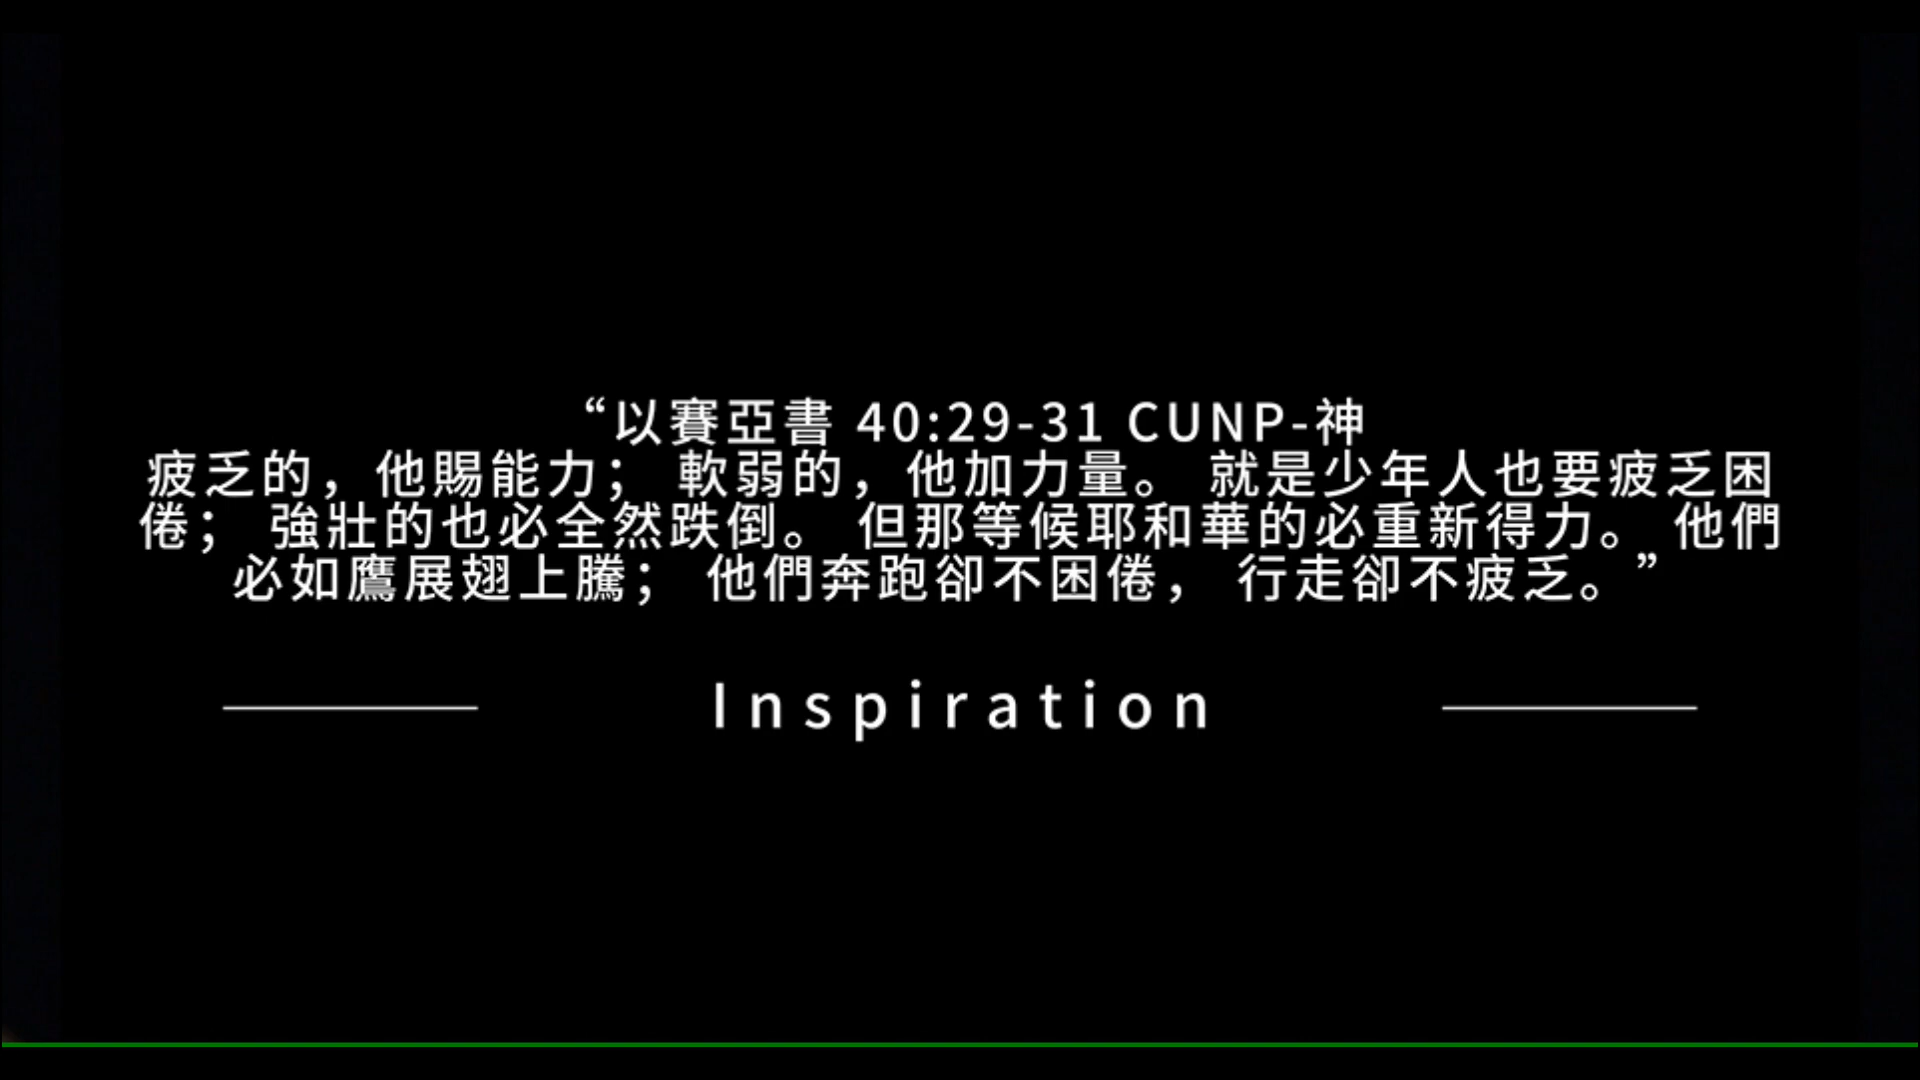 “以賽亞書 40:29-31 CUNP-神
疲乏的，他賜能力； 軟弱的，他加力量。 就是少年人也要疲乏困
倦； 強壯的也必全然跌倒。 但那等候耶和華的必重新得力。 他們
必如鷹展翅上騰； 他們奔跑卻不困倦， 行走卻不疲乏。”
Inspiration